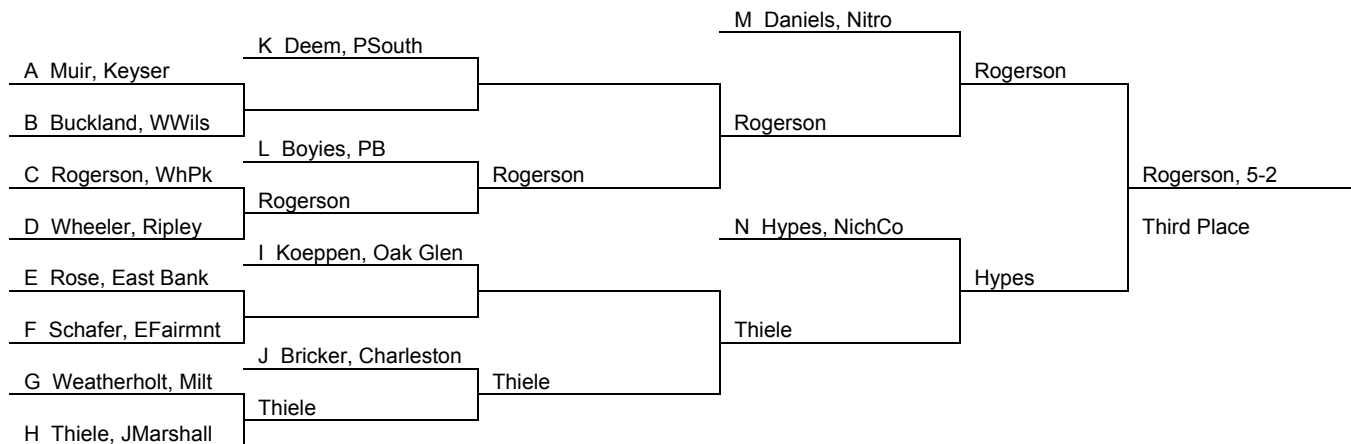 M Daniels, Nitro
K Deem, PSouth
A Muir, Keyser
Rogerson
B Buckland, WWils
Rogerson
L Boyies, PB
C Rogerson, WhPk
Rogerson
Rogerson, 5-2
Rogerson
D Wheeler, Ripley
N Hypes, NichCo
Third Place
I Koeppen, Oak Glen
E Rose, East Bank
Hypes
F Schafer, EFairmnt
Thiele
J Bricker, Charleston
G Weatherholt, Milt
Thiele
Thiele
H Thiele, JMarshall